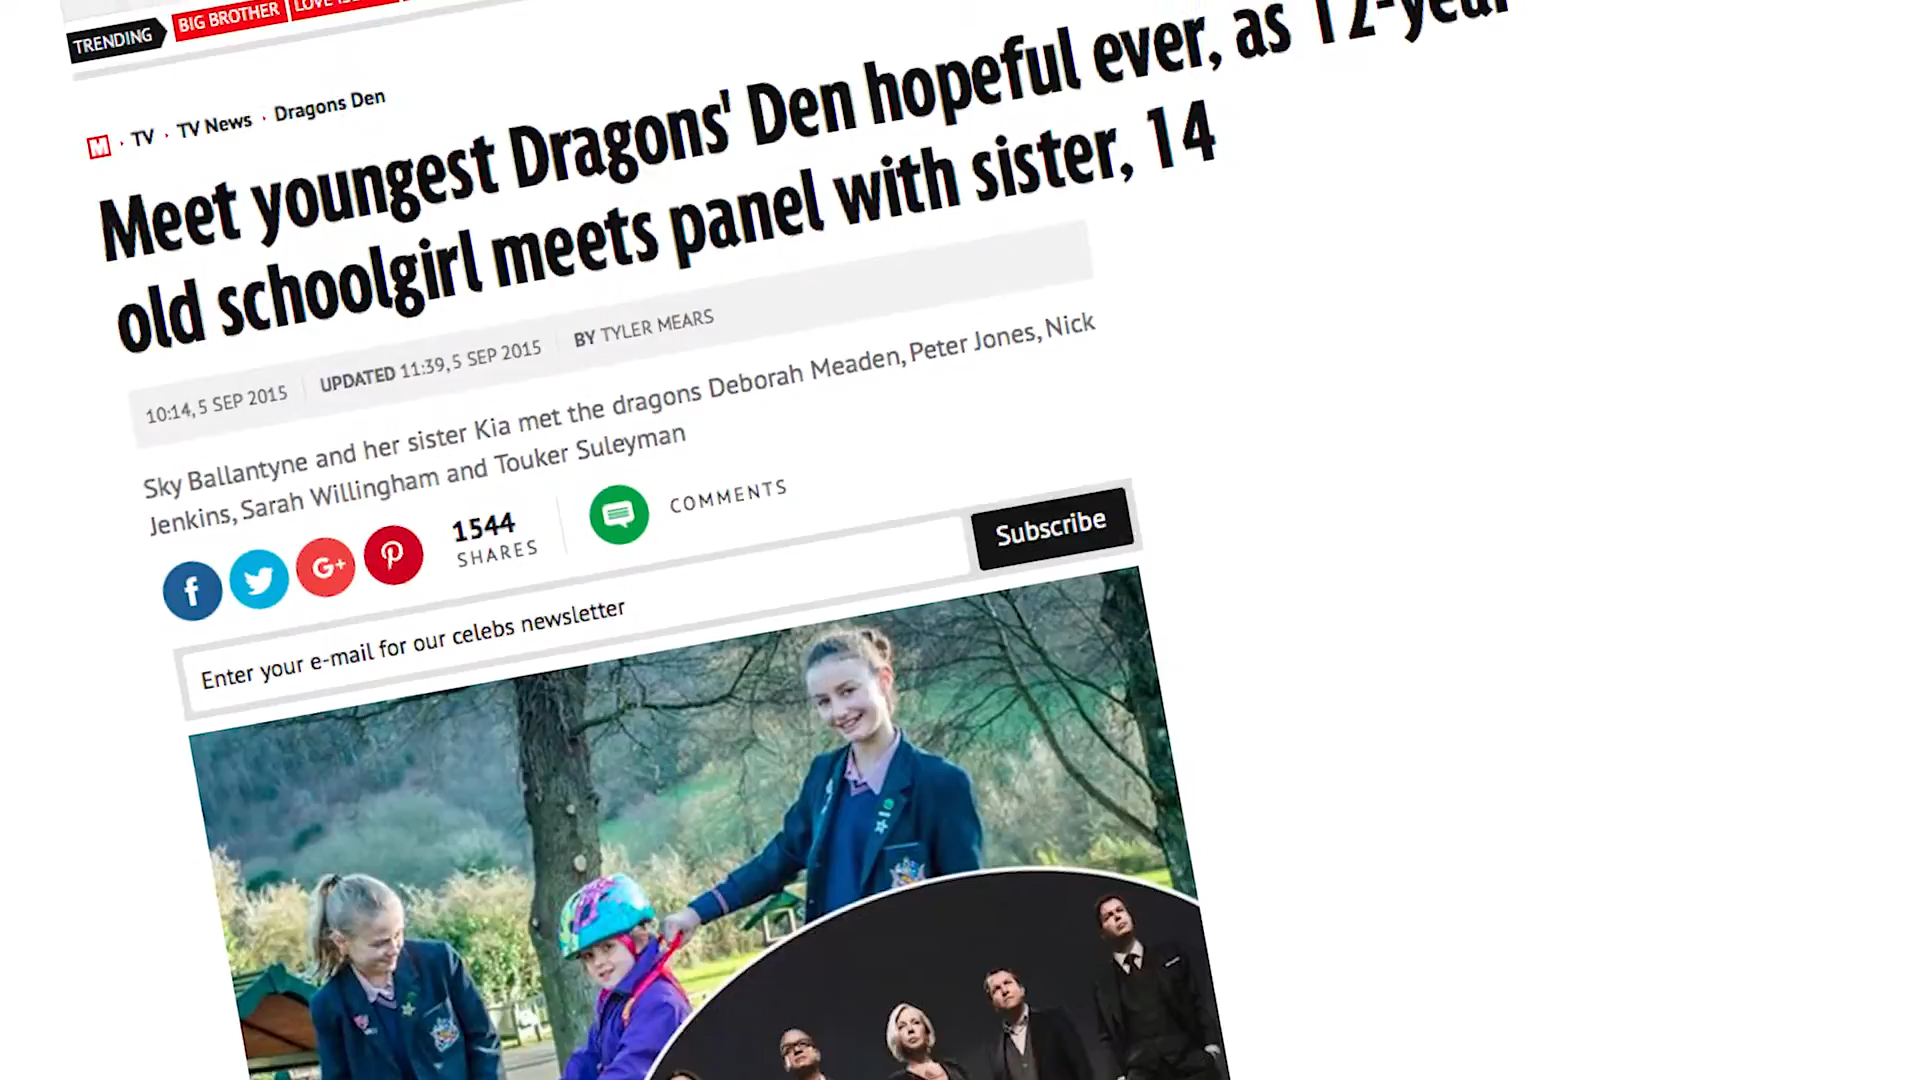 TRENDING
BIG BROTHER
M
TV
TV News
Dragons Den
Meet youngest Dragons' Den hopeful ever, as 12-year
old schoolgirl meets panel with sister, 14
10:14, 5 SEP 2015
UPDATED 11:39, 5 SEP 2015
BY TYLER MEARS
Sky Ballantyne and her sister Kia met the dragons Deborah Meaden, Peter Jones, Nick
Jenkins, Sarah Willingham and Touker Suleyman
f
G+
1544
SHARES
COMMENTS
Enter your e-mail for our celebs newsletter
Subscribe